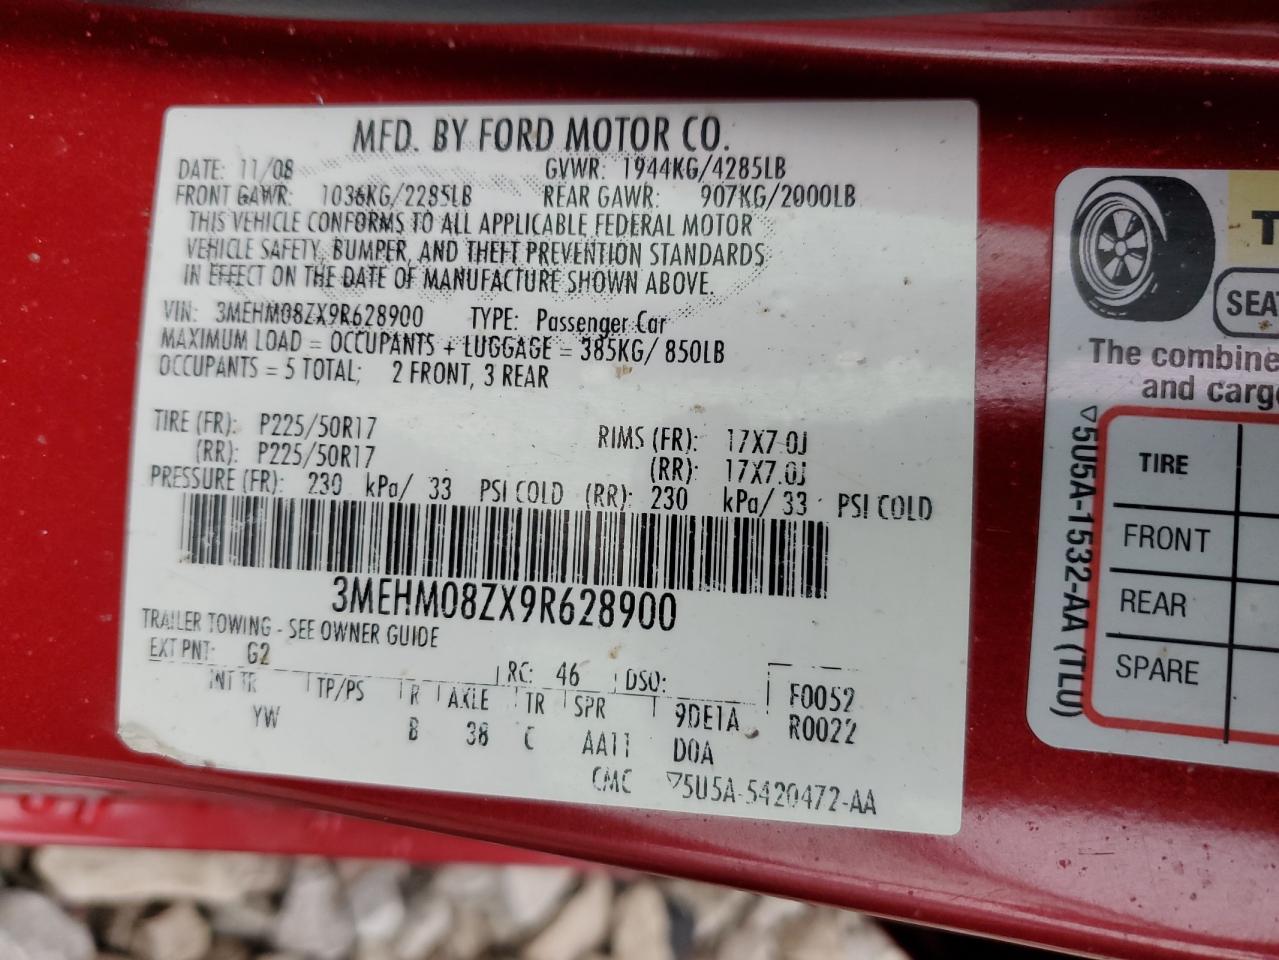 MFD. BY FORD MOTOR CO.
DATE: 11/08 GVWR: 1944KG/4285LB
FRONT GAWR: 1036KG/2285LB REAR GAWR: 907KG/2000LB
THIS VEHICLE CONFORMS TO ALL APPLICABLE FEDERAL MOTOR
VEHICLE SAFETY, BUMPER, AND THEFT PREVENTION STANDARDS
IN EFFECT ON THE DATE OF MANUFACTURE SHOWN ABOVE.
VIN: 3MEHM08ZX9R628900 TYPE: Passenger Car
MAXIMUM LOAD = OCCUPANTS + LUGGAGE = 385KG/ 850LB
OCCUPANTS = 5 TOTAL; 2 FRONT, 3 REAR
TIRE (FR): P225/50R17 RIMS (FR): 17X7.0J
(RR): P225/50R17 (RR): 17X7.0J
PRESSURE (FR): 230 kPa/ 33 PSI COLD (RR): 230 kPa/ 33 PSI COLD
3MEHM08ZX9R628900
TRAILER TOWING - SEE OWNER GUIDE
EXT PNT: G2 RC: 46 DSO: F0052
INT TR TP/PS R AXLE TR SPR 9DE1A R0022
YW B 38 C AA11 D0A
CMC ▽5U5A-5420472-AA
SEA
The combine
and carg
TIRE
FRONT
REAR
SPARE
▽5U5A-1532-AA (TL0)